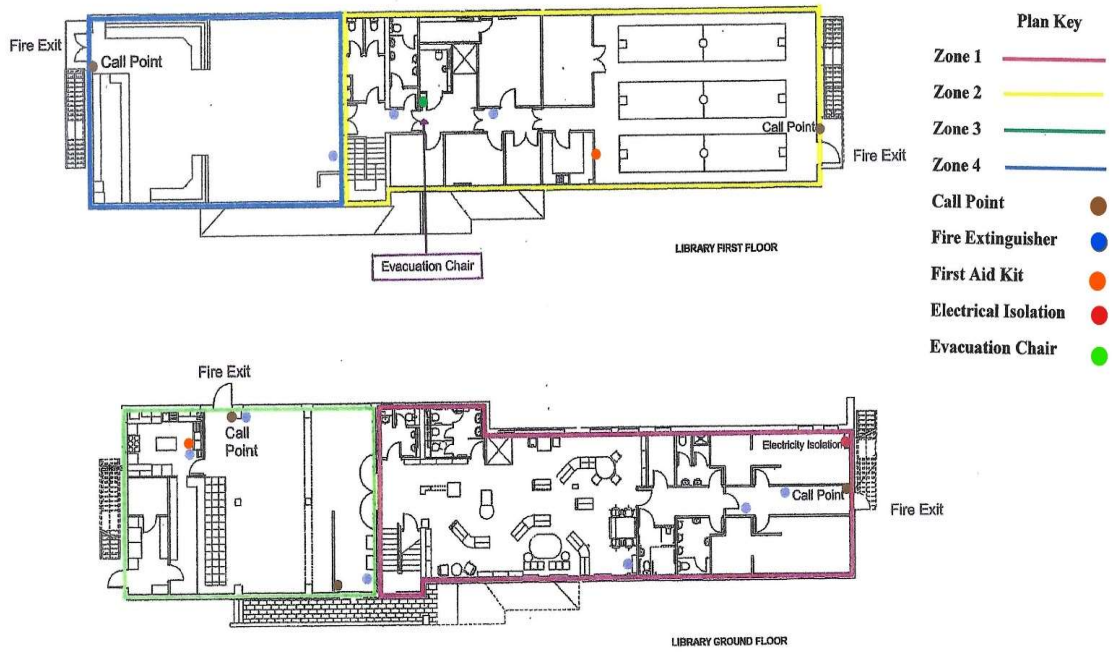 Fire Exit
Call Point
Call Point
Fire Exit
LIBRARY FIRST FLOOR
Evacuation Chair
Plan Key
Zone 1
Zone 2
Zone 3
Zone 4
Call Point
Fire Extinguisher
First Aid Kit
Electrical Isolation
Evacuation Chair
Fire Exit
Call
Point
Electricity Isolation
Call Point
Fire Exit
LIBRARY GROUND FLOOR